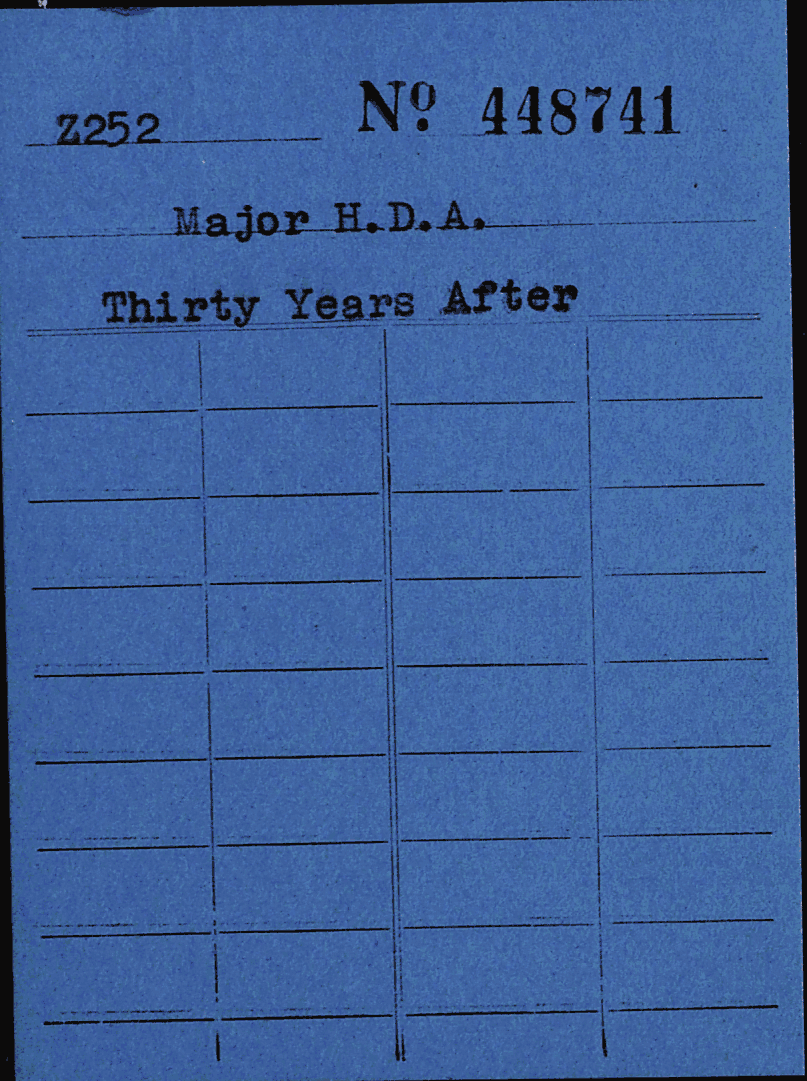 Z252 Nº 448741
Major H.D.A.
Thirty Years After